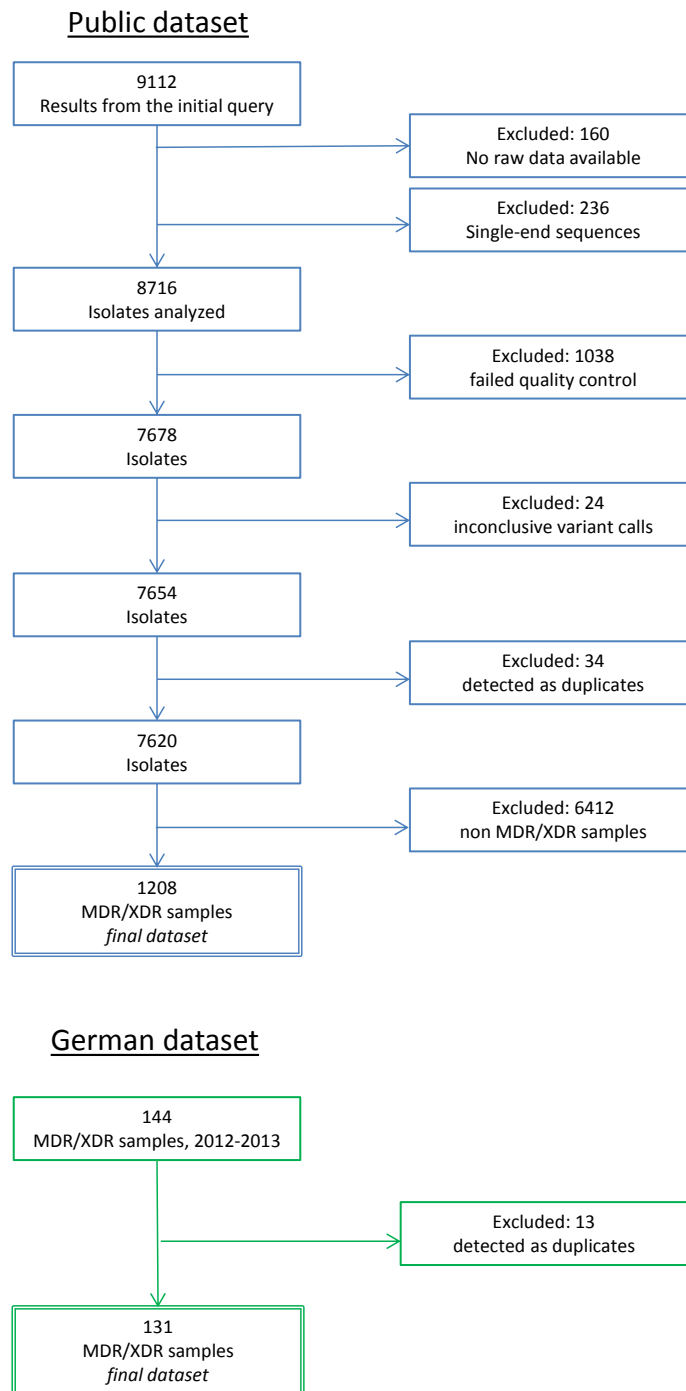 Public dataset
9112
Results from the initial query
Excluded: 160
No raw data available
Excluded: 236
Single-end sequences
8716
Isolates analyzed
Excluded: 1038
failed quality control
7678
Isolates
Excluded: 24
inconclusive variant calls
7654
Isolates
Excluded: 34
detected as duplicates
7620
Isolates
Excluded: 6412
non MDR/XDR samples
1208
MDR/XDR samples
final dataset
German dataset
144
MDR/XDR samples, 2012-2013
Excluded: 13
detected as duplicates
131
MDR/XDR samples
final dataset